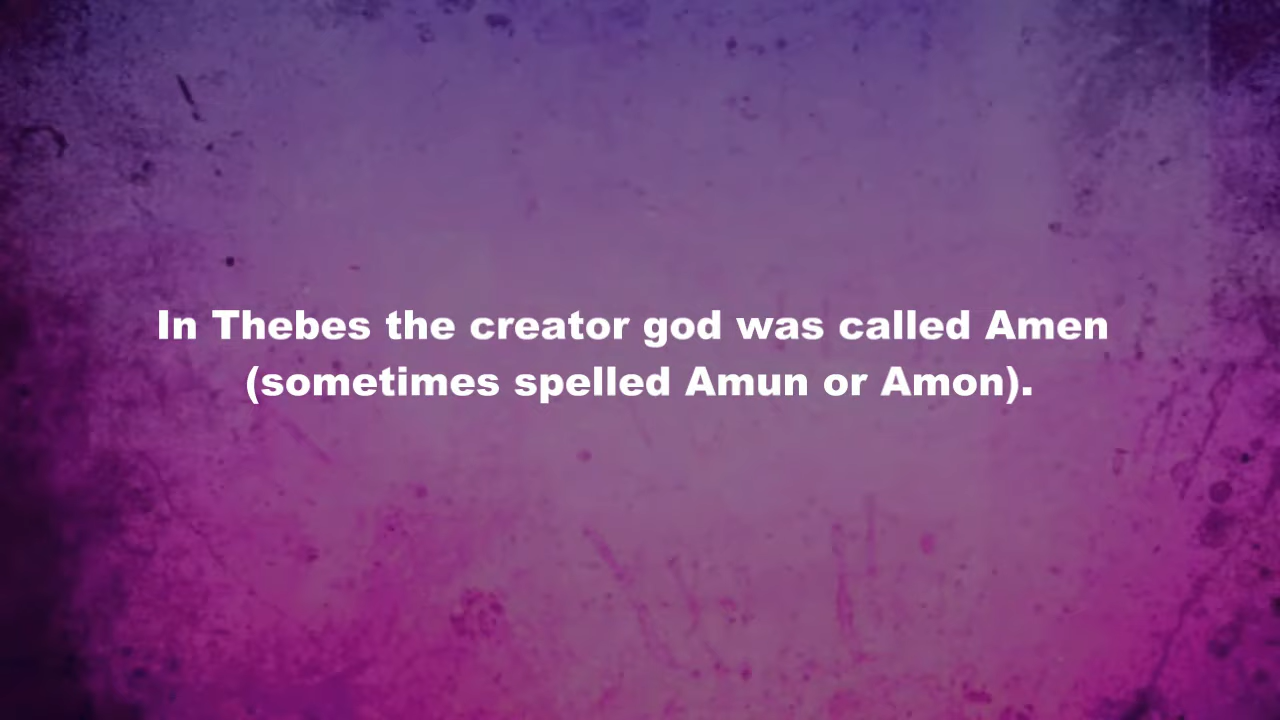 In Thebes the creator god was called Amen
(sometimes spelled Amun or Amon).